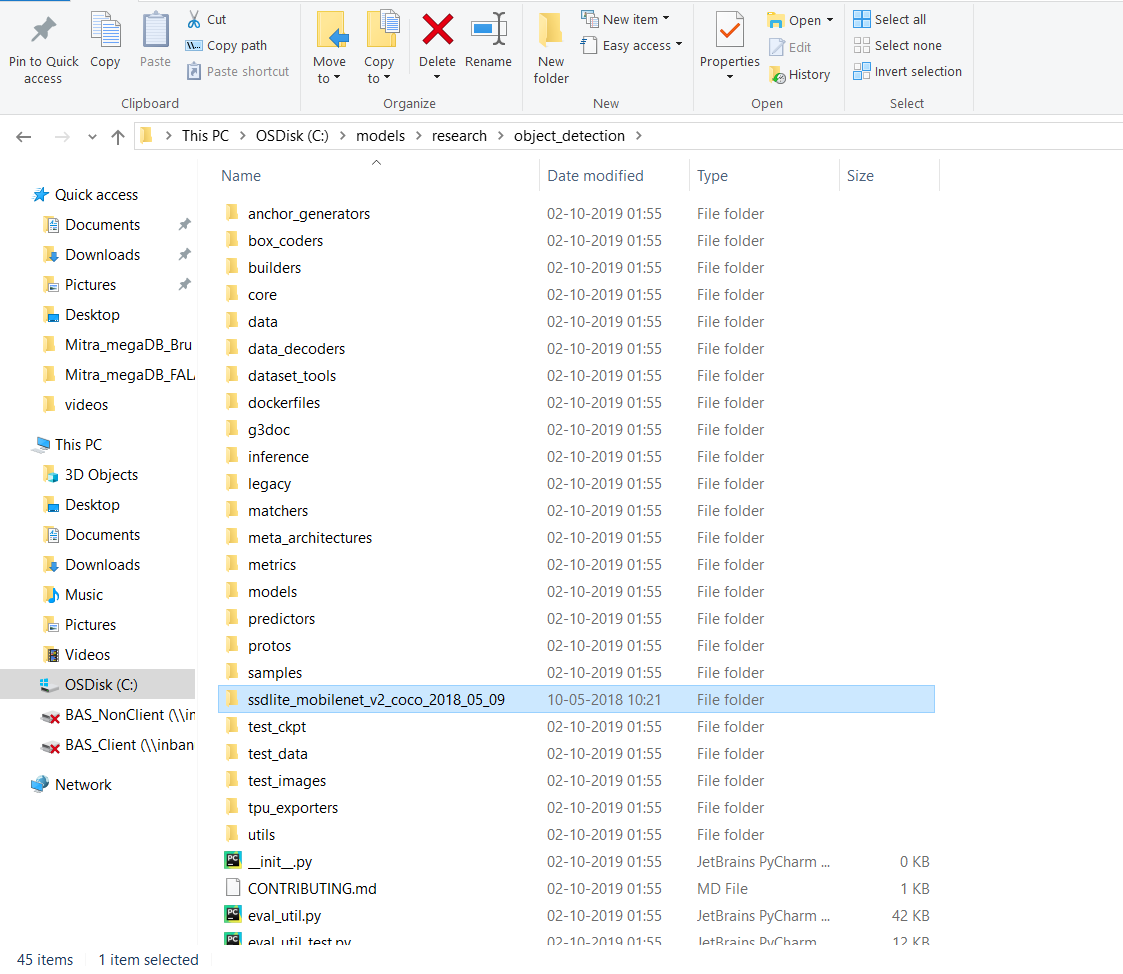 Pin to Quick access
Copy
Paste
Cut
Copy path
Paste shortcut
Clipboard
Move to
Copy to
Delete
Rename
Organize
New folder
New item
Easy access
New
Properties
Open
Edit
History
Open
Select all
Select none
Invert selection
Select
This PC > OSDisk (C:) > models > research > object_detection >
Quick access
Documents
Downloads
Pictures
Desktop
Mitra_megaDB_Bru
Mitra_megaDB_FAL
videos
This PC
3D Objects
Desktop
Documents
Downloads
Music
Pictures
Videos
OSDisk (C:)
BAS_NonClient (\\in
BAS_Client (\\inban
Network
Name Date modified Type Size
anchor_generators 02-10-2019 01:55 File folder
box_coders 02-10-2019 01:55 File folder
builders 02-10-2019 01:55 File folder
core 02-10-2019 01:55 File folder
data 02-10-2019 01:55 File folder
data_decoders 02-10-2019 01:55 File folder
dataset_tools 02-10-2019 01:55 File folder
dockerfiles 02-10-2019 01:55 File folder
g3doc 02-10-2019 01:55 File folder
inference 02-10-2019 01:55 File folder
legacy 02-10-2019 01:55 File folder
matchers 02-10-2019 01:55 File folder
meta_architectures 02-10-2019 01:55 File folder
metrics 02-10-2019 01:55 File folder
models 02-10-2019 01:55 File folder
predictors 02-10-2019 01:55 File folder
protos 02-10-2019 01:55 File folder
samples 02-10-2019 01:55 File folder
ssdlite_mobilenet_v2_coco_2018_05_09 10-05-2018 10:21 File folder
test_ckpt 02-10-2019 01:55 File folder
test_data 02-10-2019 01:55 File folder
test_images 02-10-2019 01:55 File folder
tpu_exporters 02-10-2019 01:55 File folder
utils 02-10-2019 01:55 File folder
__init__.py 02-10-2019 01:55 JetBrains PyCharm ... 0 KB
CONTRIBUTING.md 02-10-2019 01:55 MD File 1 KB
eval_util.py 02-10-2019 01:55 JetBrains PyCharm ... 42 KB
eval_util_test.py 02-10-2019 01:55 JetBrains PyCharm 12 KB
45 items 1 item selected